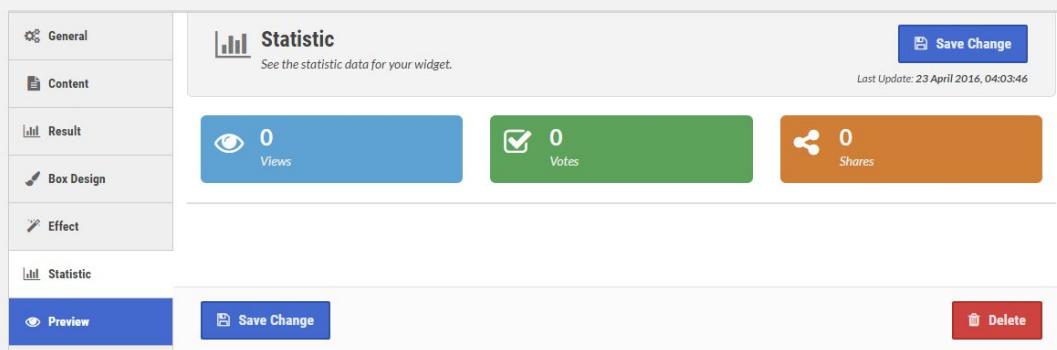 General
Content
Result
Box Design
Effect
Statistic
Preview
Statistic
See the statistic data for your widget.
Save Change
Last Update: 23 April 2016, 04:03:46
0
Views
0
Votes
0
Shares
Save Change
Delete